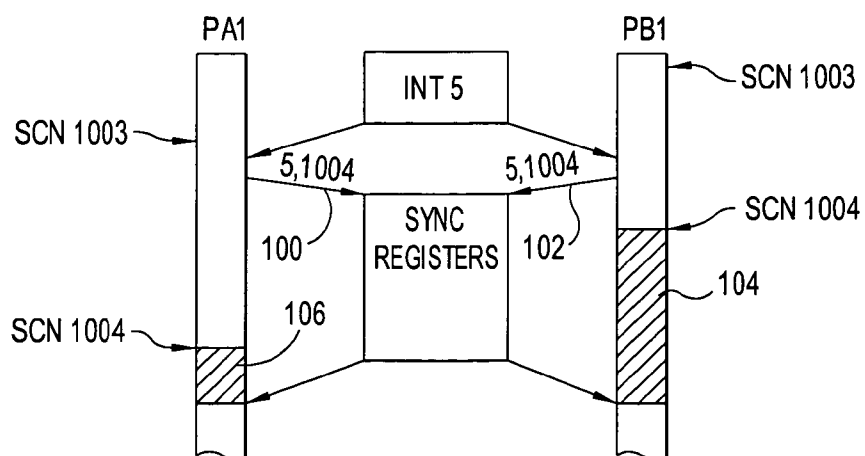 PA1
PB1
INT 5
SCN 1003
SCN 1003
5,1004
5,1004
100
SYNC
REGISTERS
102
SCN 1004
104
SCN 1004
106